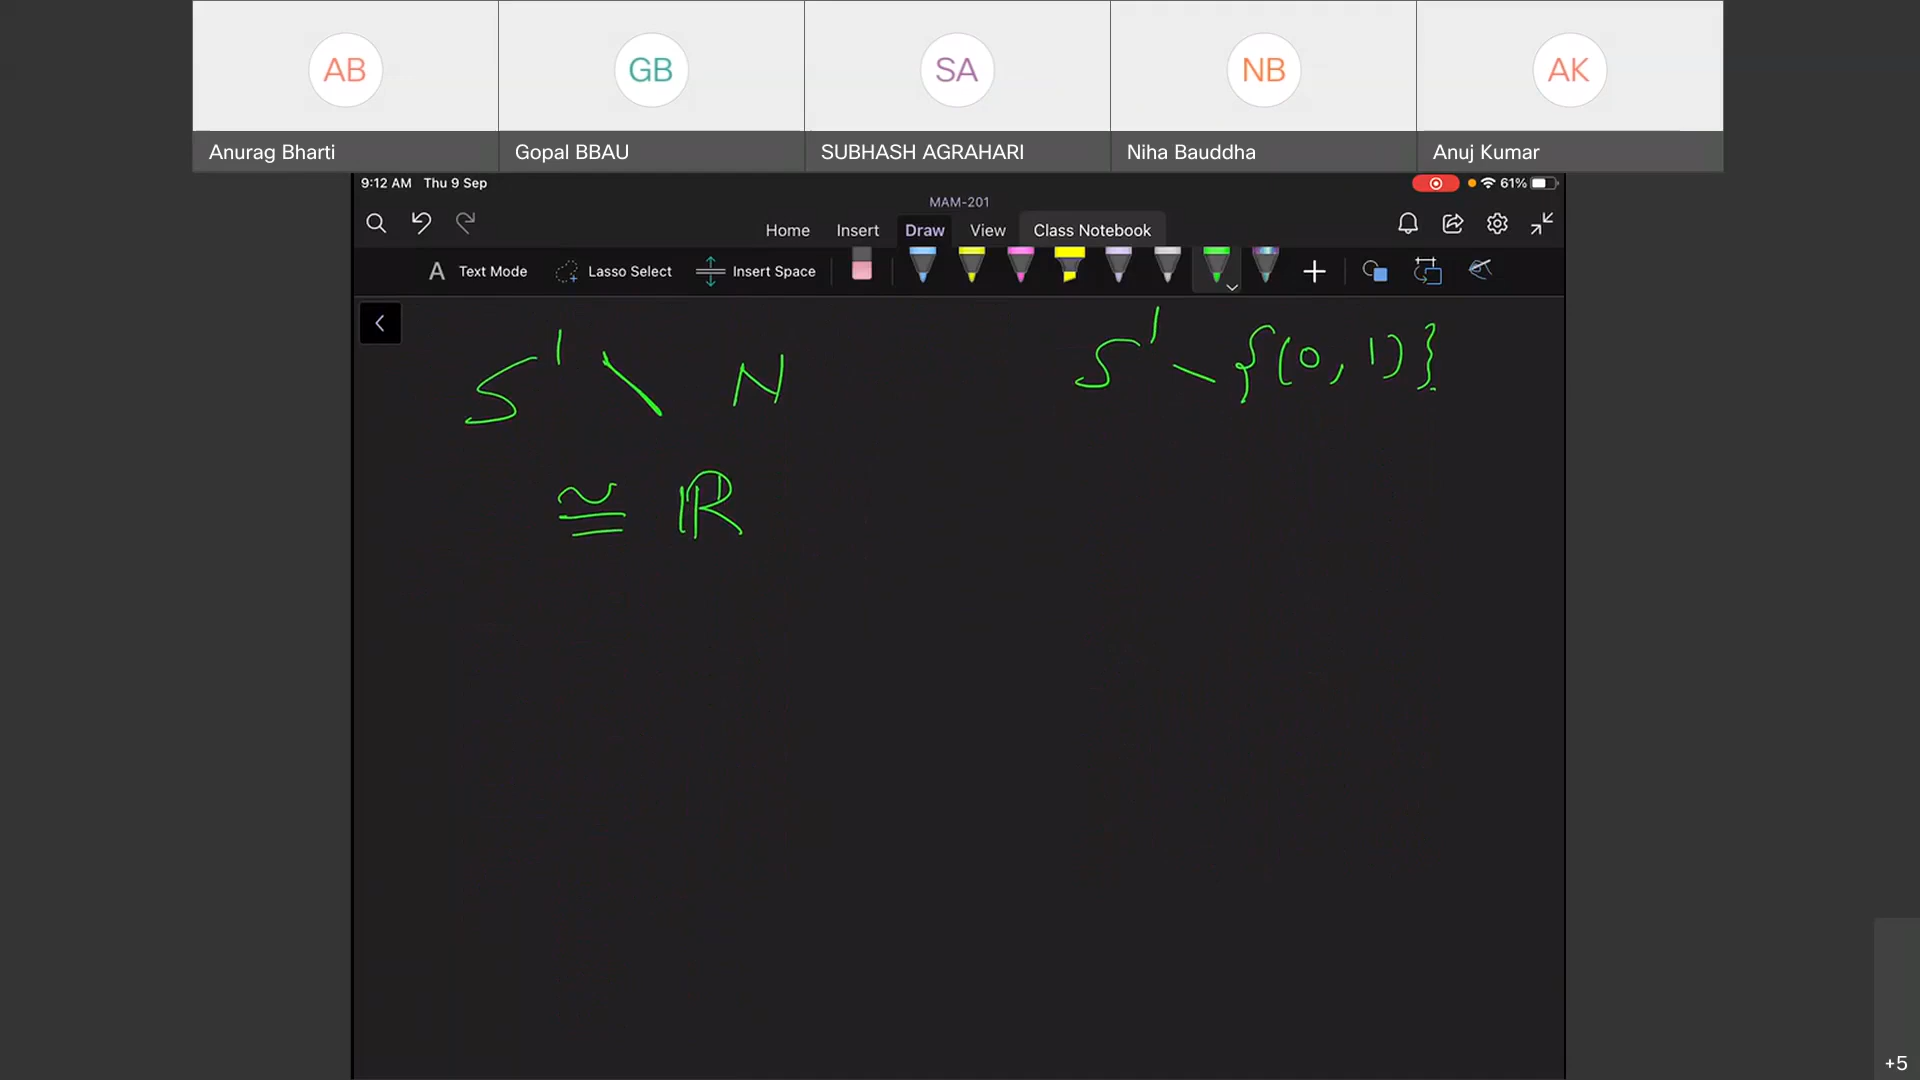 AB GB SA NB AK
Anurag Bharti Gopal BBAU SUBHASH AGRAHARI Niha Bauddha Anuj Kumar
9:12 AM Thu 9 Sep 61%
MAM-201
Home Insert Draw View Class Notebook
A Text Mode Lasso Select Insert Space
S¹ \ N S¹ \ {(0, 1)}
≅ ℝ
+5